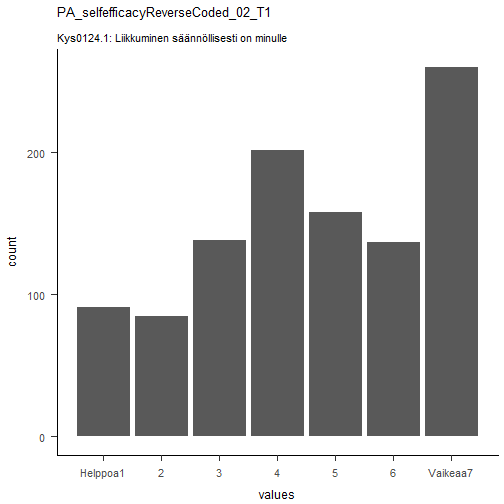 PA_selfefficacyReverseCoded_02_T1
Kys0124.1: Liikkuminen säännöllisesti on minulle
200
100
0
count
Helppoa1 2 3 4 5 6 Vaikeaa7
values